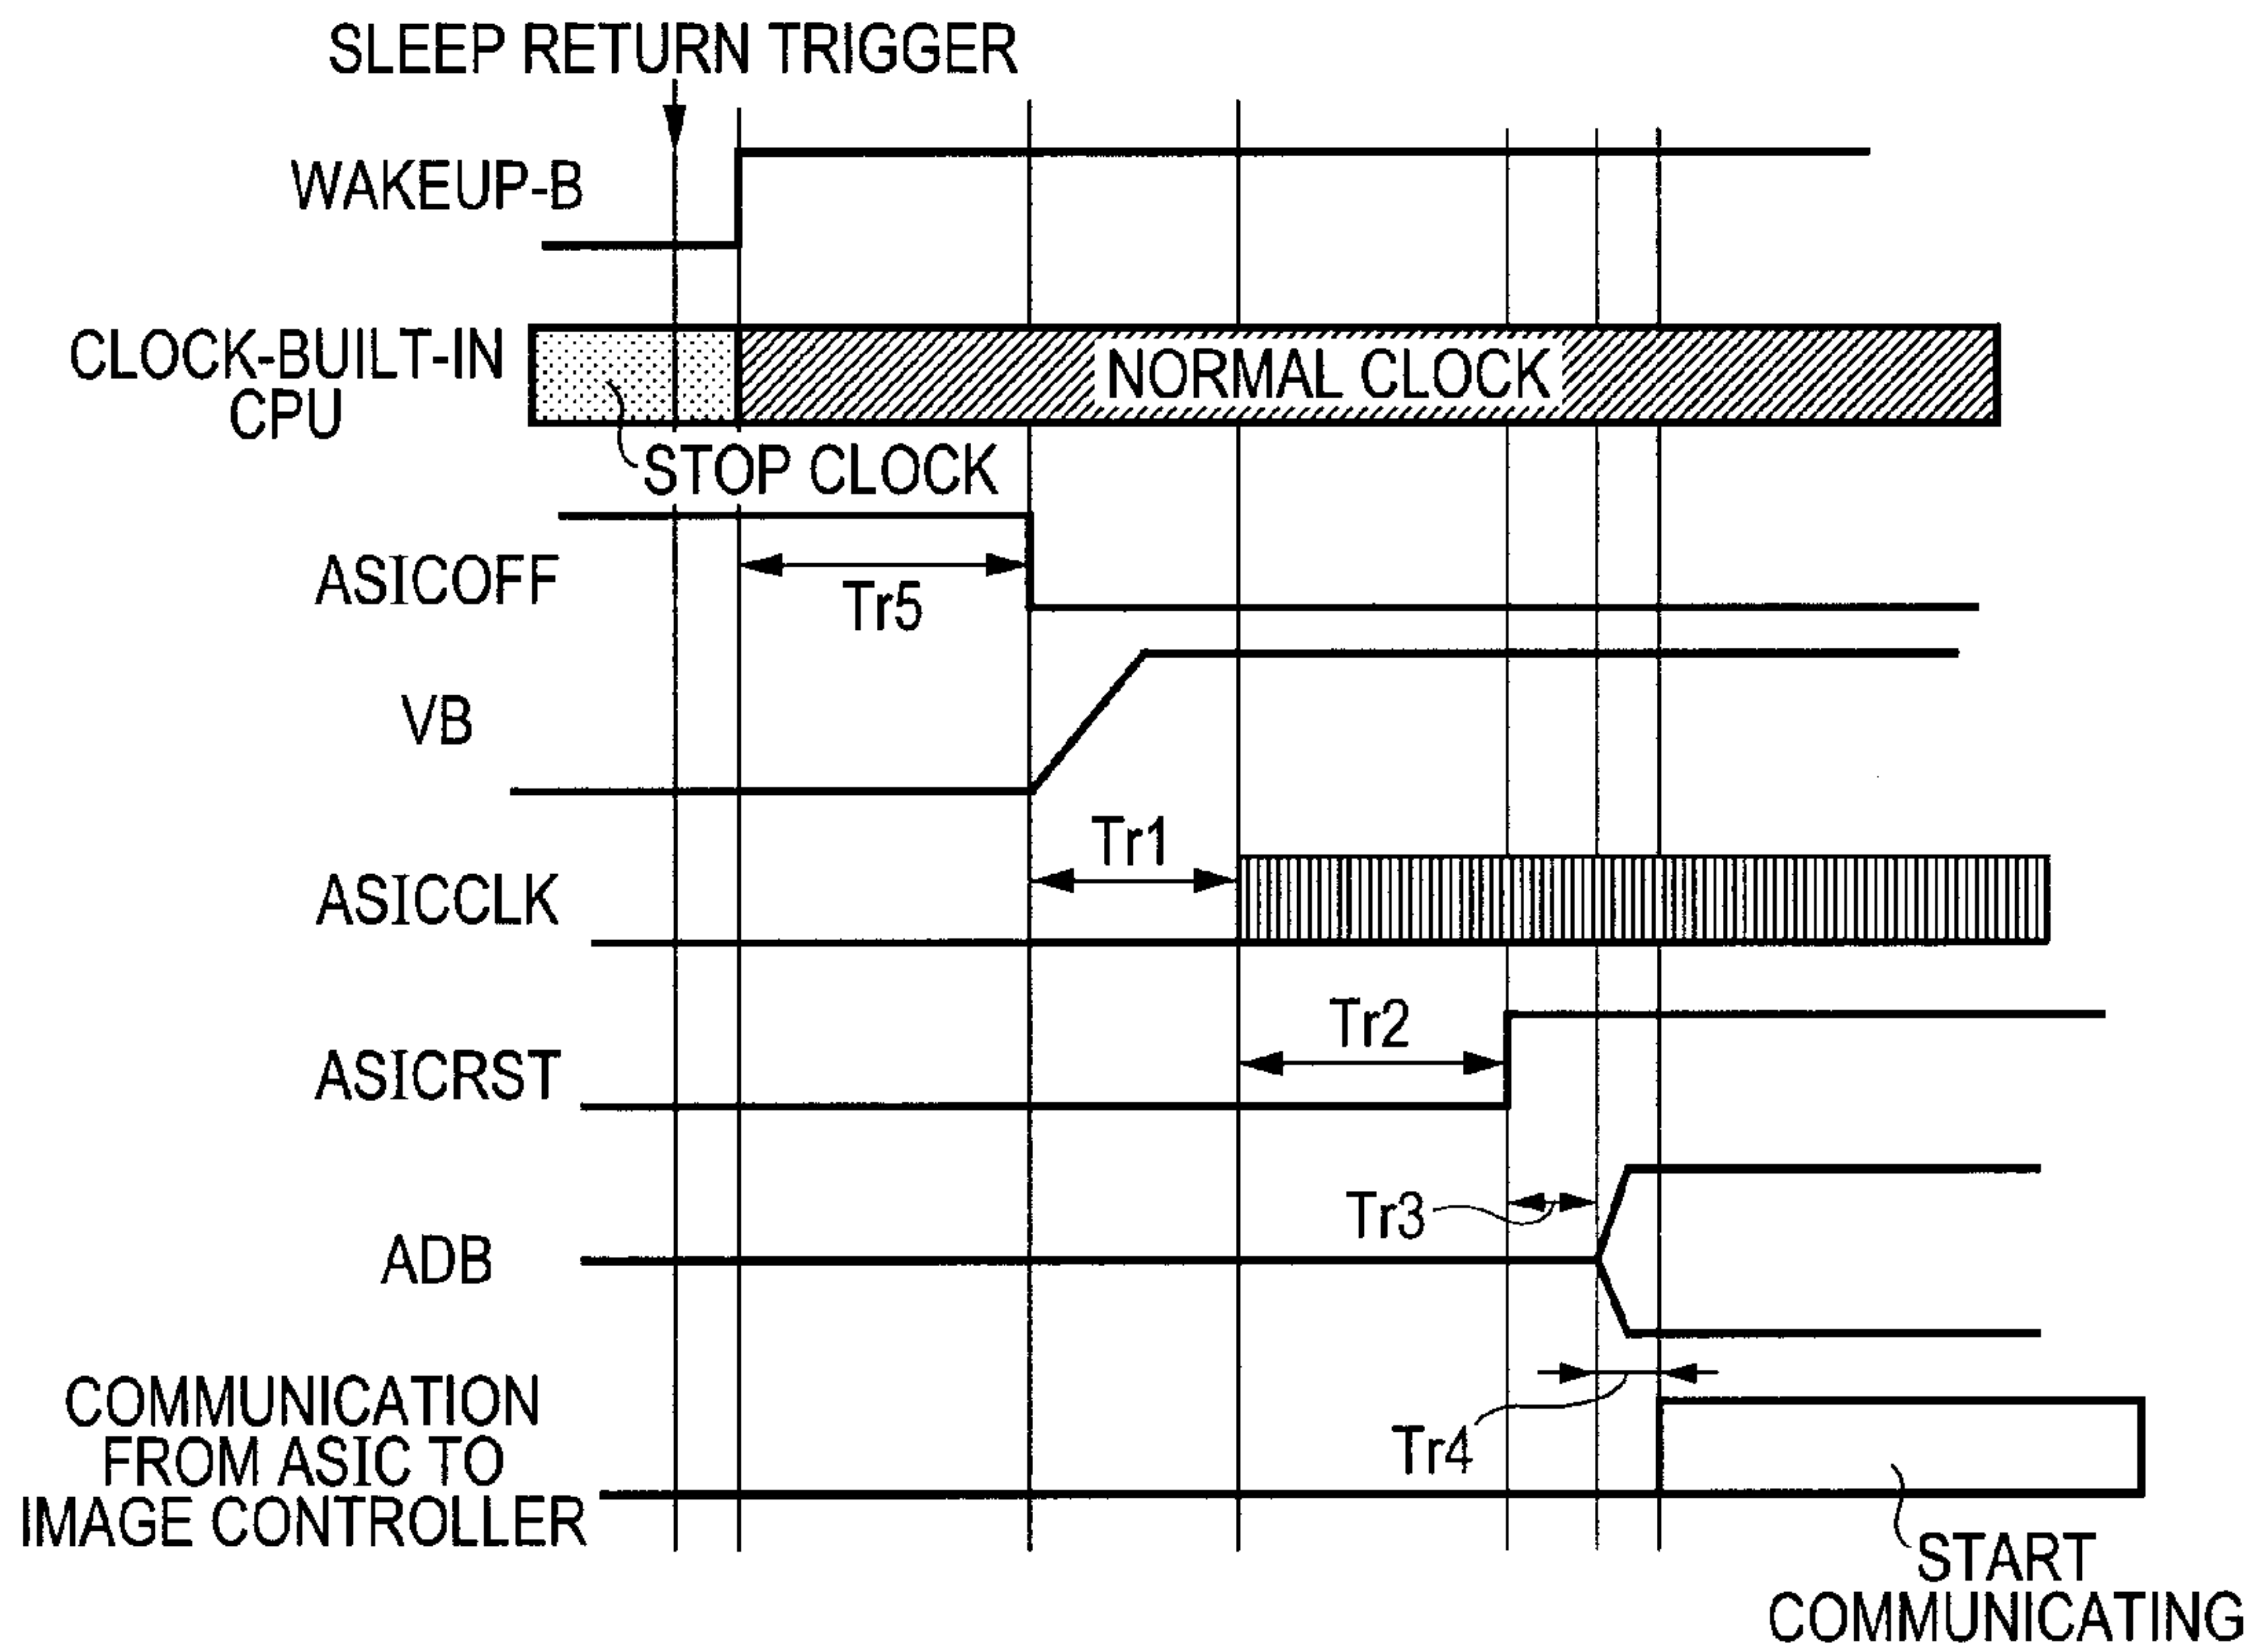 SLEEP RETURN TRIGGER
WAKEUP-B
CLOCK-BUILT-IN
CPU
NORMAL CLOCK
STOP CLOCK
ASICOFF
Tr5
VB
Tr1
ASICCLK
Tr2
ASICRST
Tr3
ADB
COMMUNICATION
FROM ASIC TO
IMAGE CONTROLLER
Tr4
START
COMMUNICATING